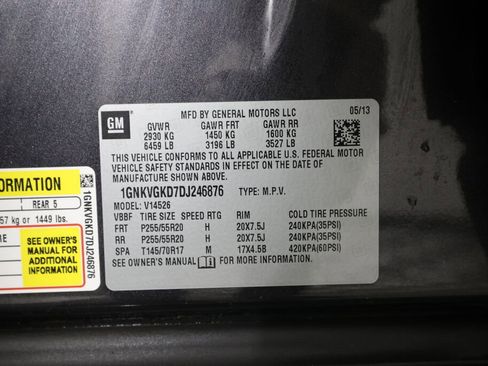 GM
MFD BY GENERAL MOTORS LLC 05/13
GVWR GAWR FRT GAWR RR
2930 KG 1450 KG 1600 KG
6459 LB 3196 LB 3527 LB
THIS VEHICLE CONFORMS TO ALL APPLICABLE U.S. FEDERAL MOTOR
VEHICLE SAFETY STANDARDS IN EFFECT ON THE DATE OF
MANUFACTURE SHOWN ABOVE.
1GNKVGKD7DJ246876 TYPE: M.P.V.
MODEL: V14526
VBBF TIRE SIZE SPEED RTG RIM COLD TIRE PRESSURE
FRT P255/55R20 H 20X7.5J 240KPA(35PSI)
RR P255/55R20 H 20X7.5J 240KPA(35PSI)
SPA T145/70R17 M 17X4.5B 420KPA(60PSI)
SEE OWNER'S MANUAL FOR MORE INFORMATION
FORMATION
REAR 5
57 kg or 1449 lbs.
SEE OWNER'S
MANUAL FOR
ADDITIONAL
INFORMATION
1GNKVGKD7DJ246876